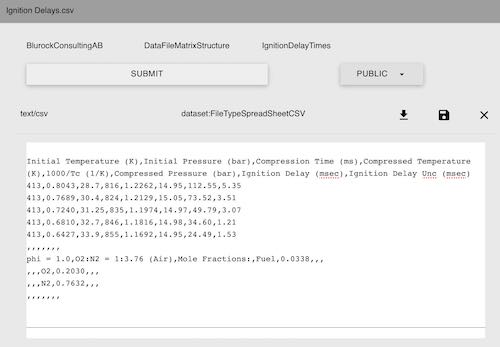 Ignition Delays.csv
BlurockConsultingAB DataFileMatrixStructure IgnitionDelayTimes
SUBMIT PUBLIC
text/csv dataset:FileTypeSpreadSheetCSV
Initial Temperature (K),Initial Pressure (bar),Compression Time (ms),Compressed Temperature
(K),1000/Tc (1/K),Compressed Pressure (bar),Ignition Delay (msec),Ignition Delay Unc (msec)
413,0.8043,28.7,816,1.2262,14.95,112.55,5.35
413,0.7689,30.4,824,1.2129,15.05,73.52,3.51
413,0.7240,31.25,835,1.1974,14.97,49.79,3.07
413,0.6810,32.7,846,1.1816,14.98,34.60,1.21
413,0.6427,33.9,855,1.1692,14.95,24.49,1.53
,,,,,,,
phi = 1.0,O2:N2 = 1:3.76 (Air),Mole Fractions:,Fuel,0.0338,,,
,,,O2,0.2030,,,
,,,N2,0.7632,,,
,,,,,,,